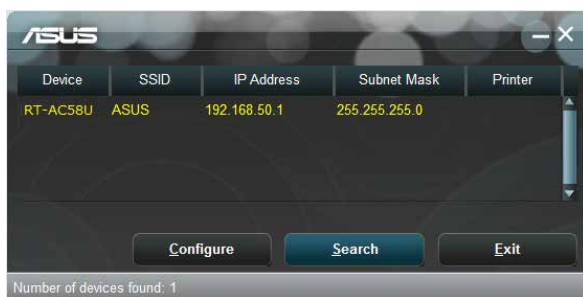 ASUS
Device SSID IP Address Subnet Mask Printer
RT-AC58U ASUS 192.168.50.1 255.255.255.0
Configure Search Exit
Number of devices found: 1